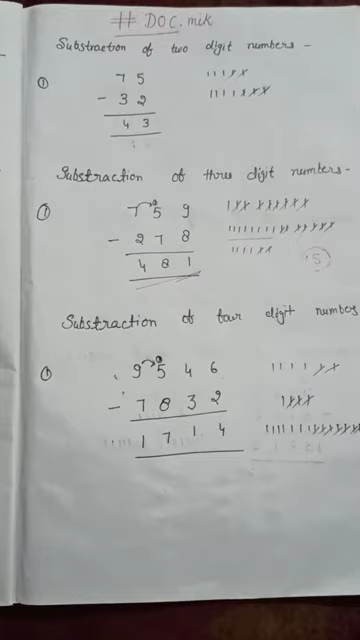 # DOC. mik
Substraction of two digit numbers -
① 7 5
- 3 2
4 3
Substraction of three digit numbers -
① 7 5 9
- 2 7 8
4 8 1
5
Substraction of four digit numbers
① 9 5 4 6
- 7 8 3 2
1 7 1 4